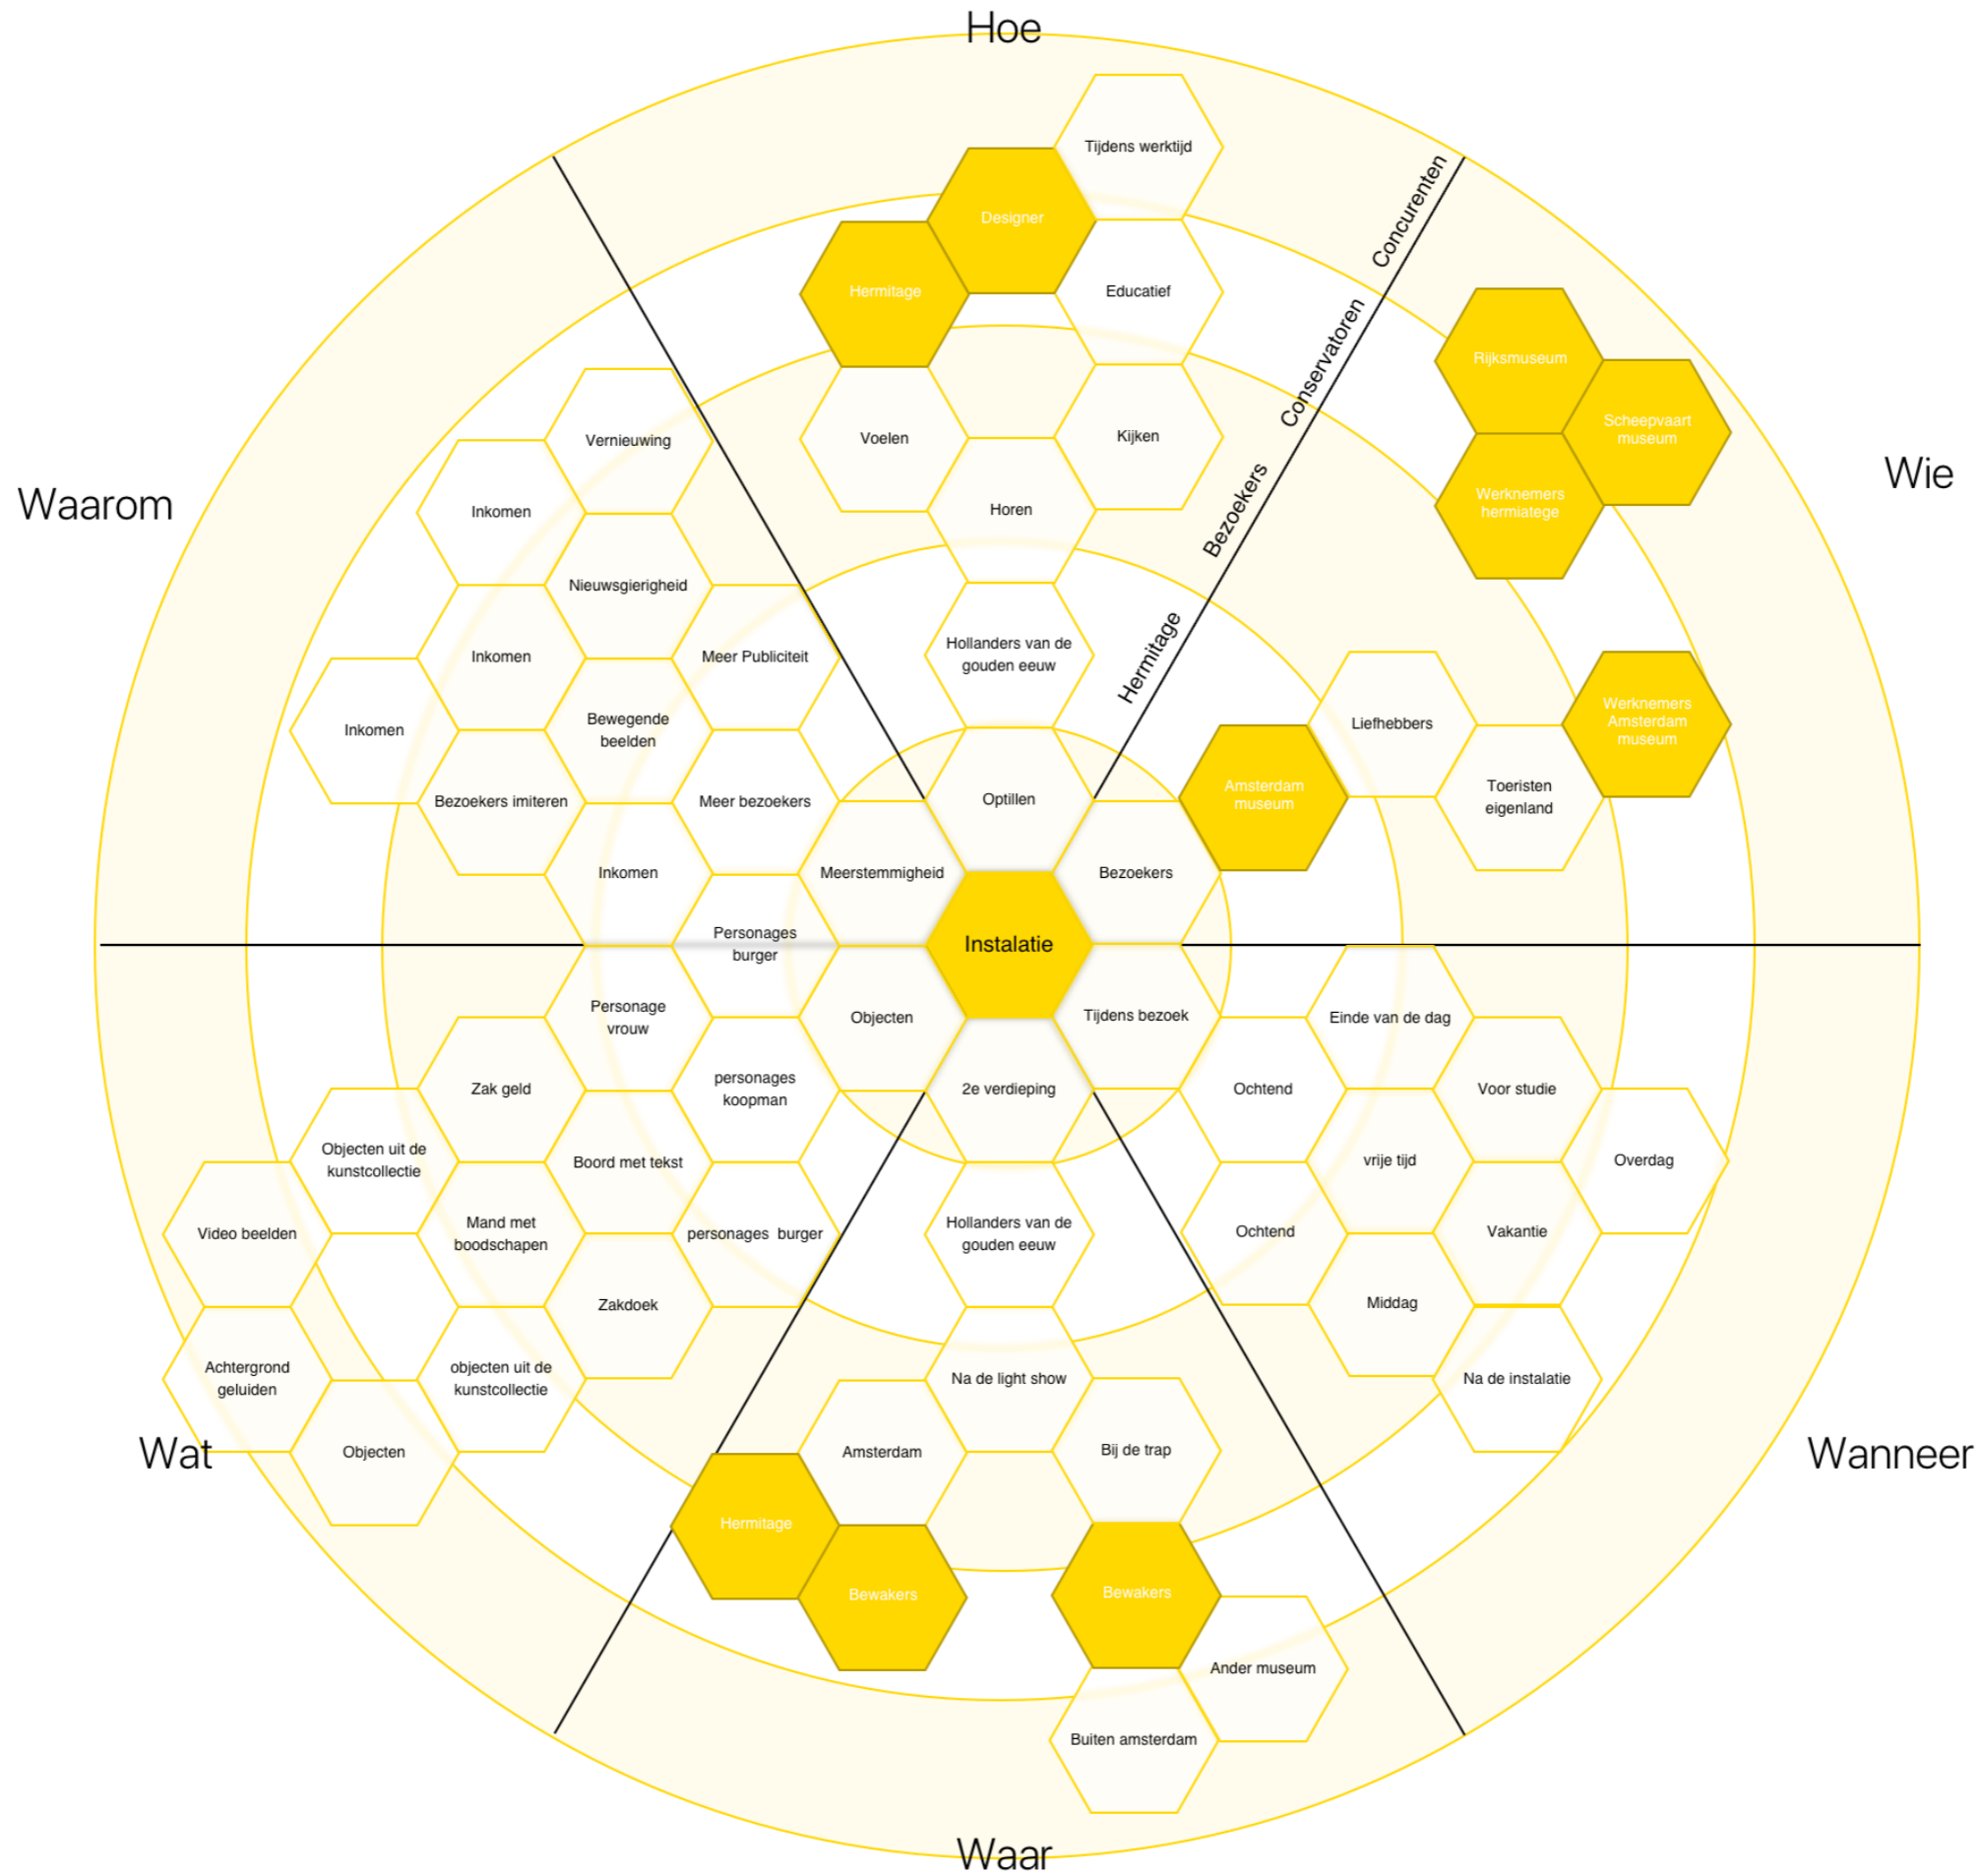 Hoe
Tijdens werktijd
Designer
Hermitage
Educatief
Voelen
Kijken
Horen
Hollanders van de
gouden eeuw
Optillen
Concurenten
Conservatoren
Bezoekers
Hermitage
Wie
Rijksmuseum
Scheepvaart
museum
Werknemers
hermiatege
Liefhebbers
Werknemers
Amsterdam
museum
Toeristen
eigenland
Amsterdam
museum
Bezoekers
Waarom
Vernieuwing
Inkomen
Nieuwsgierigheid
Inkomen
Meer Publiciteit
Inkomen
Bewegende
beelden
Bezoekers imiteren
Meer bezoekers
Inkomen
Meerstemmigheid
Instalatie
Personages
burger
Personage
vrouw
Objecten
Zak geld
personages
koopman
Objecten uit de
kunstcollectie
Boord met tekst
Video beelden
Mand met
boodschapen
personages burger
Zakdoek
Achtergrond
geluiden
objecten uit de
kunstcollectie
Objecten
Wat
Tijdens bezoek
Einde van de dag
Ochtend
Voor studie
vrije tijd
Overdag
Ochtend
Vakantie
Middag
Na de instalatie
Wanneer
2e verdieping
Hollanders van de
gouden eeuw
Na de light show
Amsterdam
Bij de trap
Hermitage
Bewakers
Bewakers
Ander museum
Buiten amsterdam
Waar